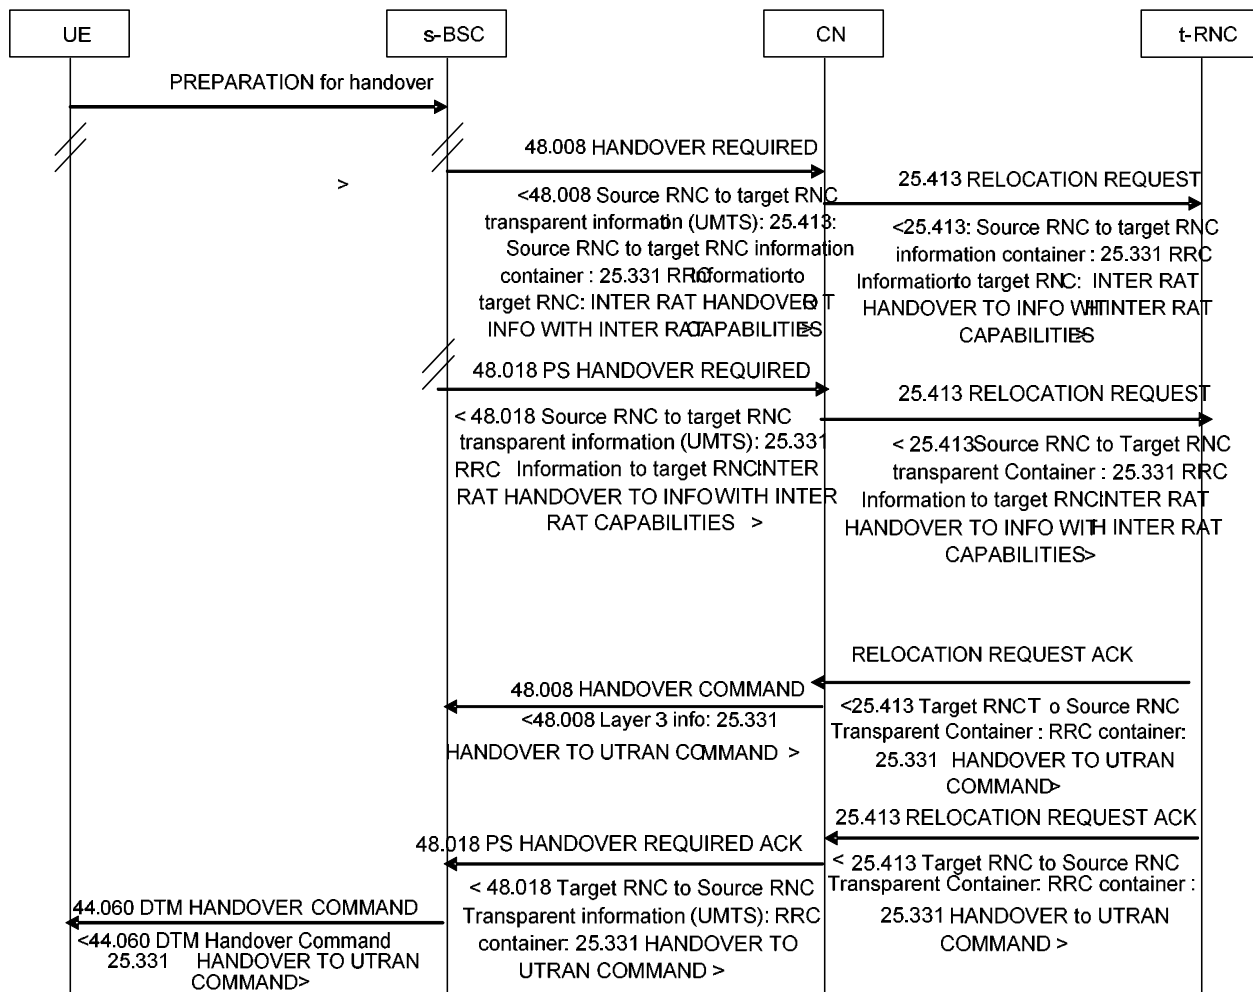 UE
s-BSC
CN
t-RNC
PREPARATION for handover
48.008 HANDOVER REQUIRED
>
<48.008 Source RNC to target RNC
transparent information (UMTS): 25.413:
Source RNC to target RNC information
container : 25.331 RRC Information to
target RNC: INTER RAT HANDOVER TO
INFO WITH INTER RAT CAPABILITIES>
25.413 RELOCATION REQUEST
<25.413: Source RNC to target RNC
information container : 25.331 RRC
Information to target RNC: INTER RAT
HANDOVER TO INFO WITH INTER RAT
CAPABILITIES>
48.018 PS HANDOVER REQUIRED
< 48.018 Source RNC to target RNC
transparent information (UMTS): 25.331
RRC Information to target RNC:INTER
RAT HANDOVER TO INFO WITH INTER
RAT CAPABILITIES >
25.413 RELOCATION REQUEST
< 25.413Source RNC to Target RNC
transparent Container : 25.331 RRC
Information to target RNC:INTER RAT
HANDOVER TO INFO WITH INTER RAT
CAPABILITIES>
RELOCATION REQUEST ACK
<25.413 Target RNC T o Source RNC
Transparent Container : RRC container:
25.331 HANDOVER TO UTRAN
COMMAND>
48.008 HANDOVER COMMAND
<48.008 Layer 3 info: 25.331
HANDOVER TO UTRAN COMMAND >
25.413 RELOCATION REQUEST ACK
< 25.413 Target RNC to Source RNC
Transparent Container: RRC container :
25.331 HANDOVER to UTRAN
COMMAND >
48.018 PS HANDOVER REQUIRED ACK
< 48.018 Target RNC to Source RNC
Transparent information (UMTS): RRC
container: 25.331 HANDOVER TO
UTRAN COMMAND >
44.060 DTM HANDOVER COMMAND
<44.060 DTM Handover Command
25.331 HANDOVER TO UTRAN
COMMAND>